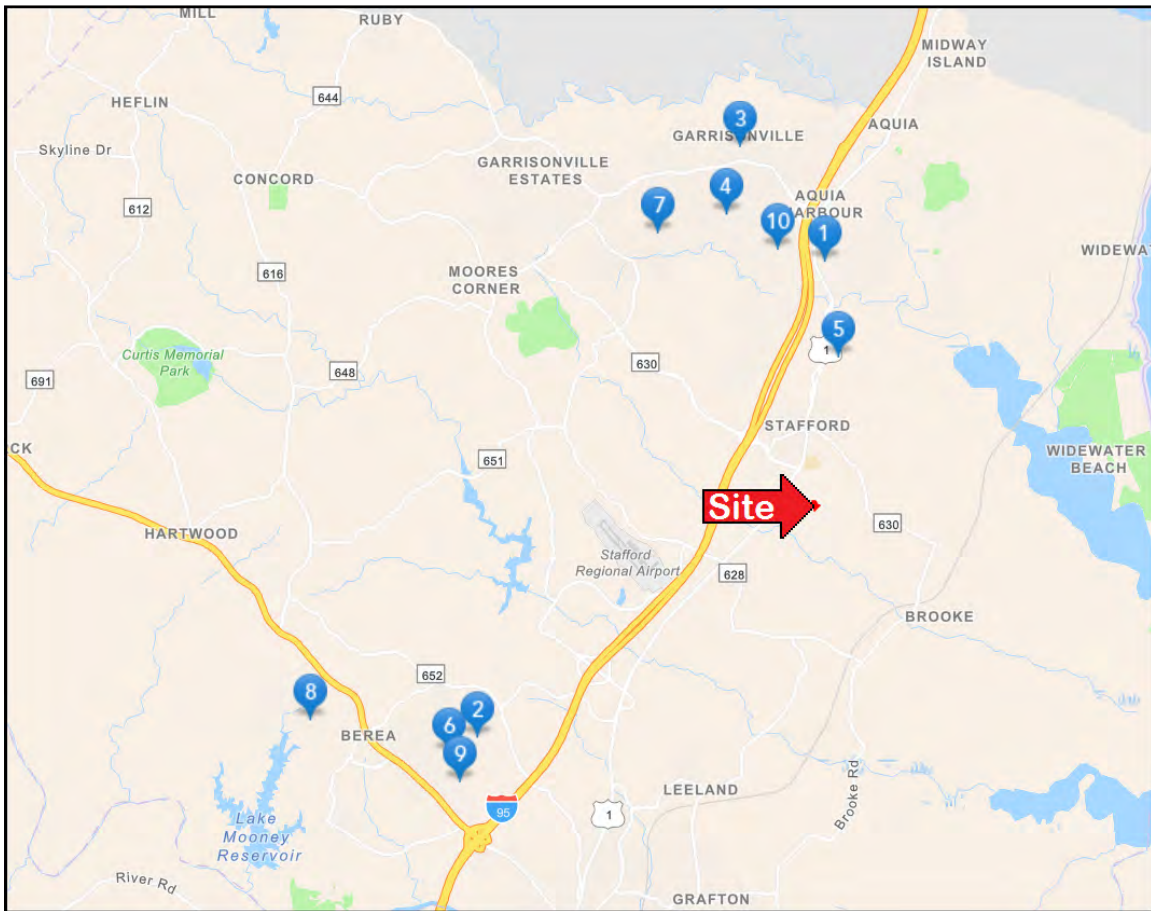 MILL
RUBY
MIDWAY
ISLAND
644
HEFLIN
3
GARRISONVILLE
AQUIA
Skyline Dr
GARRISONVILLE
ESTATES
CONCORD
612
4
AQUIA
HARBOUR
7
10
1
WIDEWAT
616
MOORES
CORNER
5
1
Curtis Memorial
Park
691
648
630
STAFFORD
CK
651
WIDEWATER
BEACH
Site
HARTWOOD
630
Stafford
Regional Airport
628
BROOKE
652
8
2
6
BEREA
9
LEELAND
95
1
Brooke Rd
Lake
Mooney
Reservoir
River Rd
GRAFTON